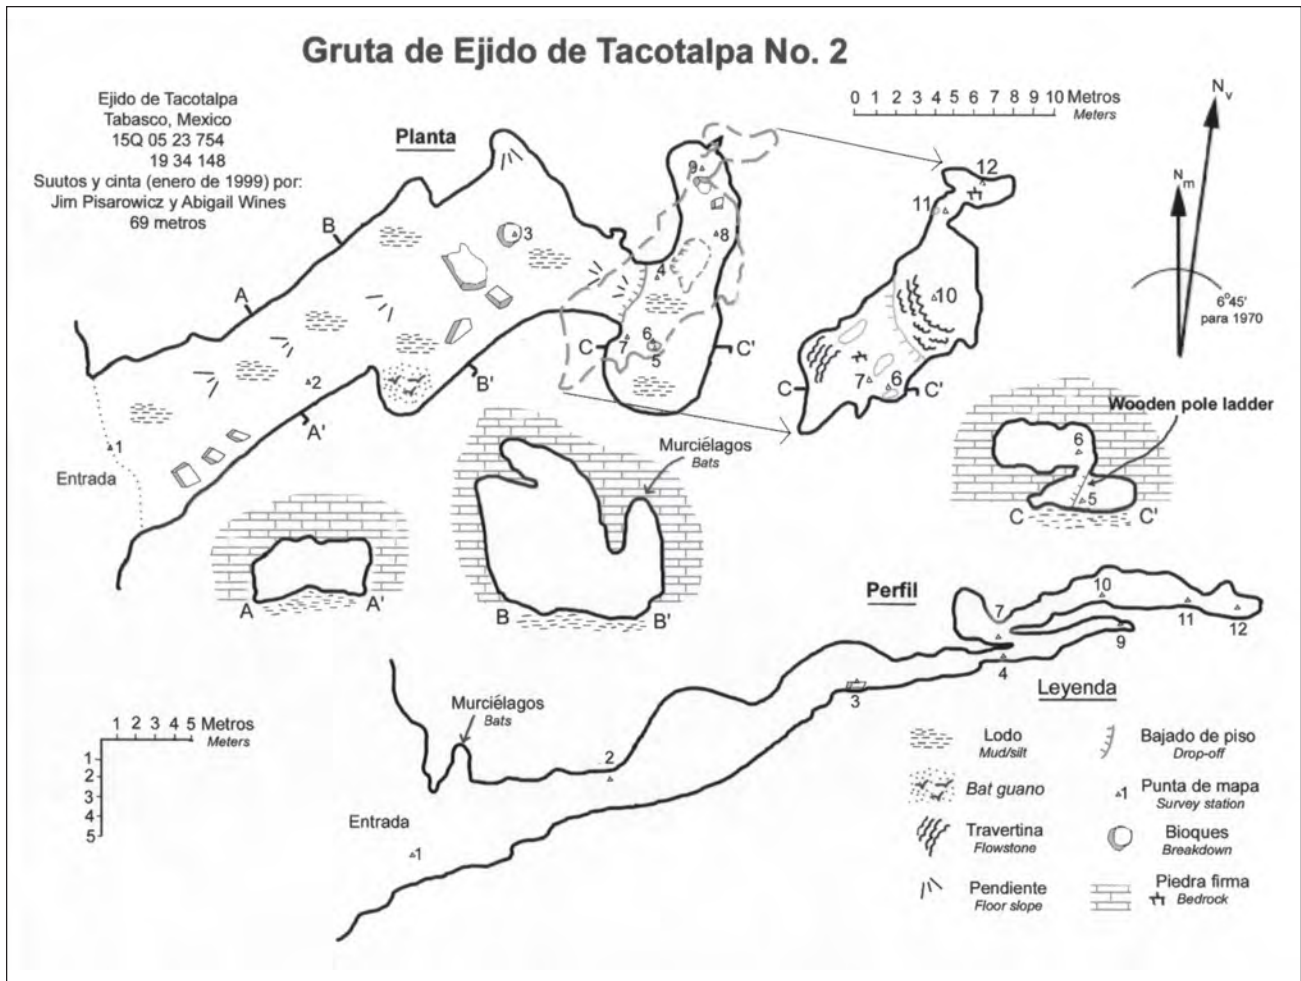 Gruta de Ejido de Tacotalpa No. 2
Ejido de Tacotalpa
Tabasco, Mexico
15Q 05 23 754
19 34 148
Suutos y cinta (enero de 1999) por:
Jim Pisarowicz y Abigail Wines
69 metros
Planta
0 1 2 3 4 5 6 7 8 9 10 Metros
Meters
N v
N m
6°45'
para 1970
B
A
3
9
8
4
7
6
5
C
C'
2
B'
A'
1
Entrada
12
11
10
7
6
C
C'
Wooden pole ladder
6
5
C
C'
Murciélagos
Bats
A
A'
B
B'
Perfil
7
10
11
12
9
4
3
2
Murciélagos
Bats
Entrada
1
1 2 3 4 5 Metros
Meters
1
2
3
4
5
Leyenda
Lodo
Mud/silt
Bajado de piso
Drop-off
Bat guano
1
Punta de mapa
Survey station
Travertina
Flowstone
Bioques
Breakdown
Pendiente
Floor slope
Piedra firma
Bedrock